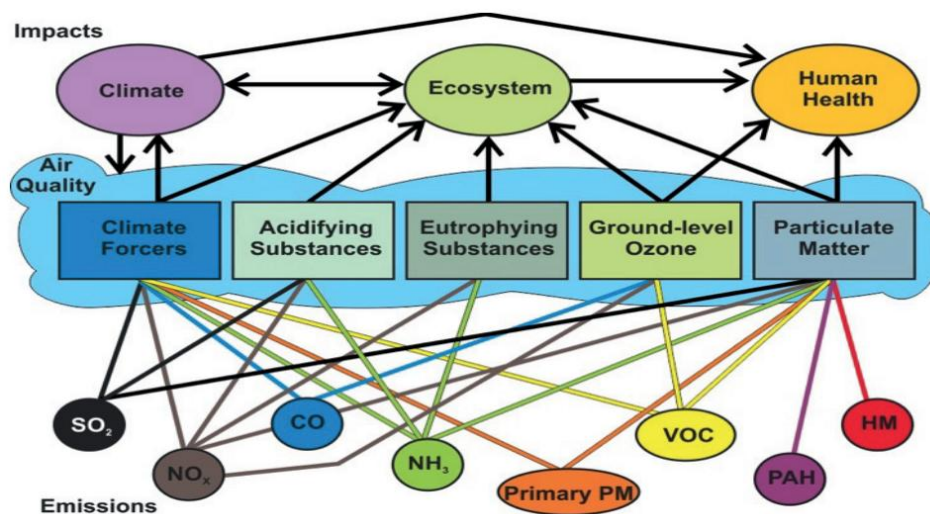 Impacts
Climate
Ecosystem
Human
Health
Air
Quality
Climate
Forcers
Acidifying
Substances
Eutrophying
Substances
Ground-level
Ozone
Particulate
Matter
SO₂
NOₓ
CO
NH₃
Primary PM
VOC
PAH
HM
Emissions